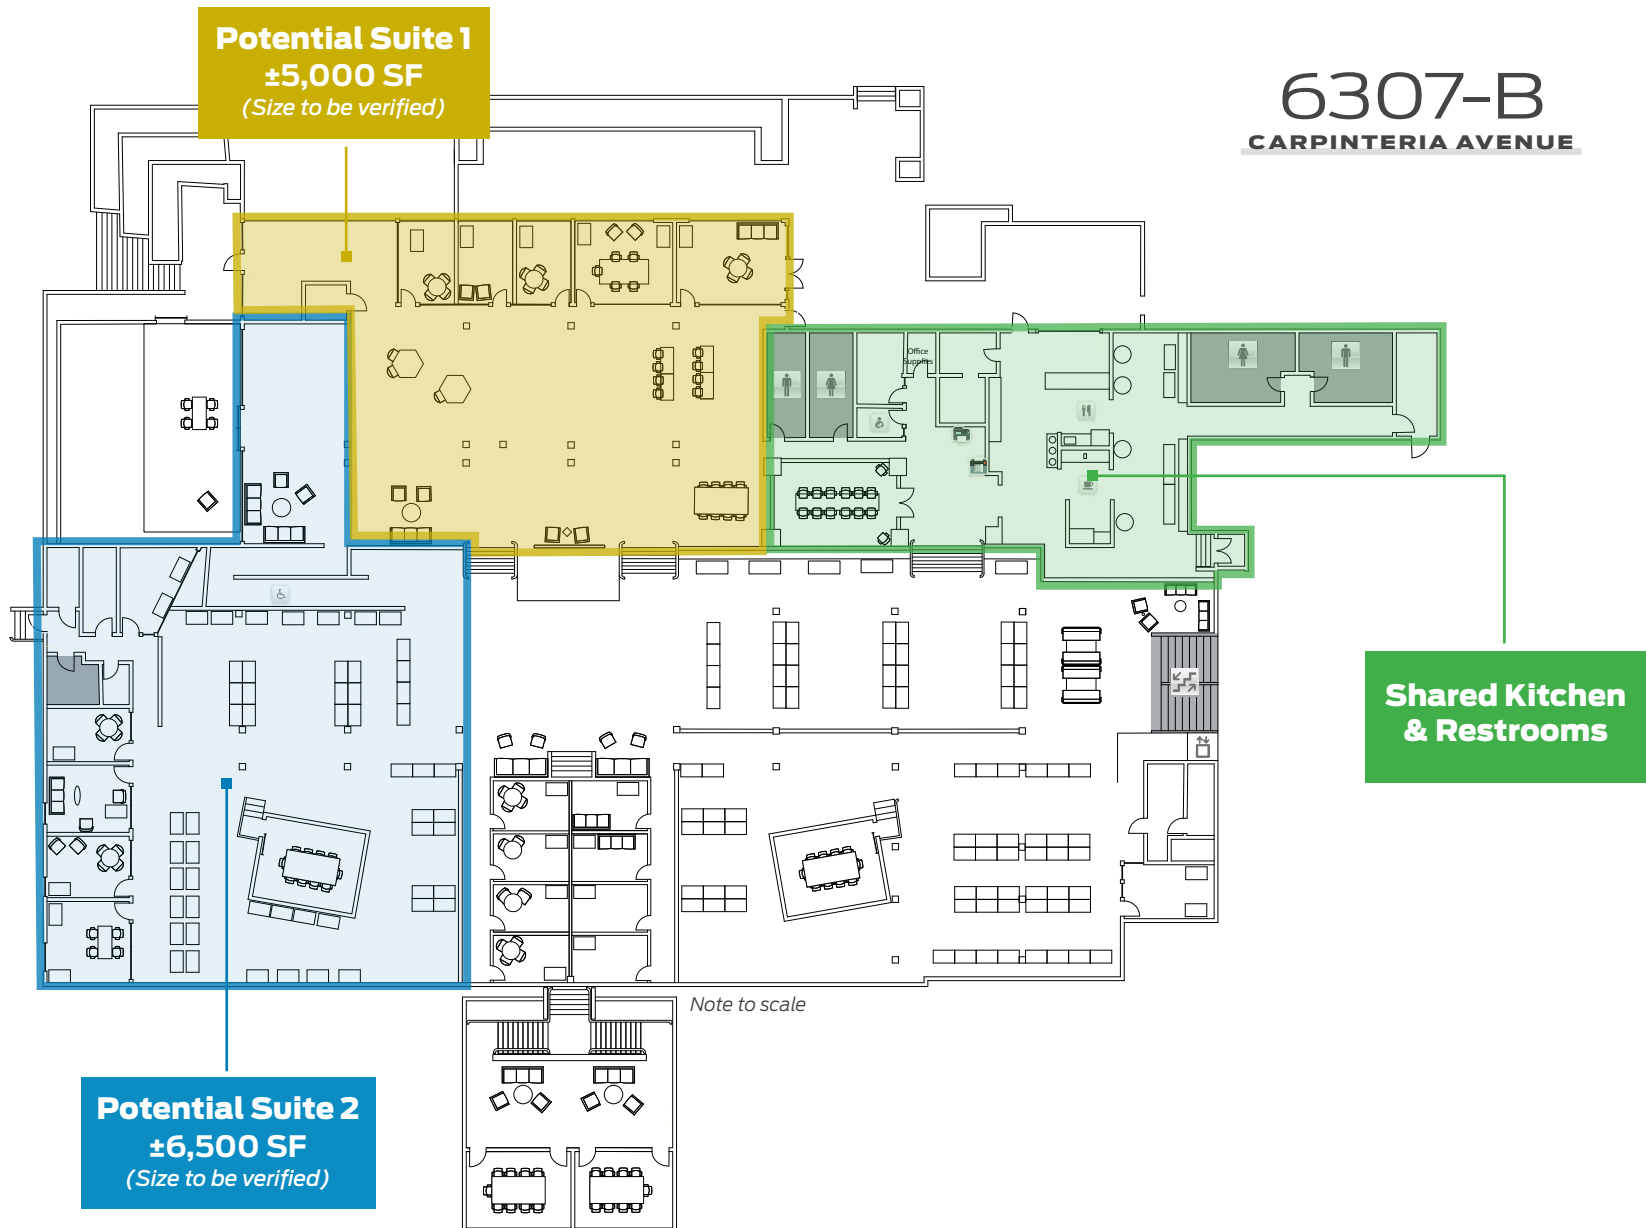 Potential Suite 1
±5,000 SF
(Size to be verified)
6307-B
CARPINTERIA AVENUE
Office
Supplies
Shared Kitchen
& Restrooms
Note to scale
Potential Suite 2
±6,500 SF
(Size to be verified)